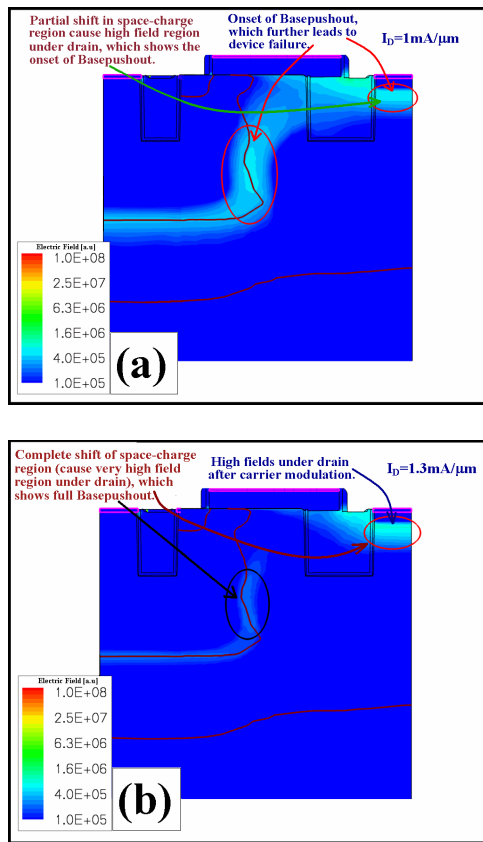 Partial shift in space-charge
region cause high field region
under drain, which shows the
onset of Basepushout.
Onset of Basepushout,
which further leads to
device failure.
I_D=1mA/μm
Electric Field [a.u]
1.0E+08
2.5E+07
6.3E+06
1.6E+06
4.0E+05
1.0E+05
(a)
Complete shift of space-charge
region (cause very high field
region under drain), which
shows full Basepushout.
High fields under drain
after carrier modulation.
I_D=1.3mA/μm
Electric Field [a.u]
1.0E+08
2.5E+07
6.3E+06
1.6E+06
4.0E+05
1.0E+05
(b)